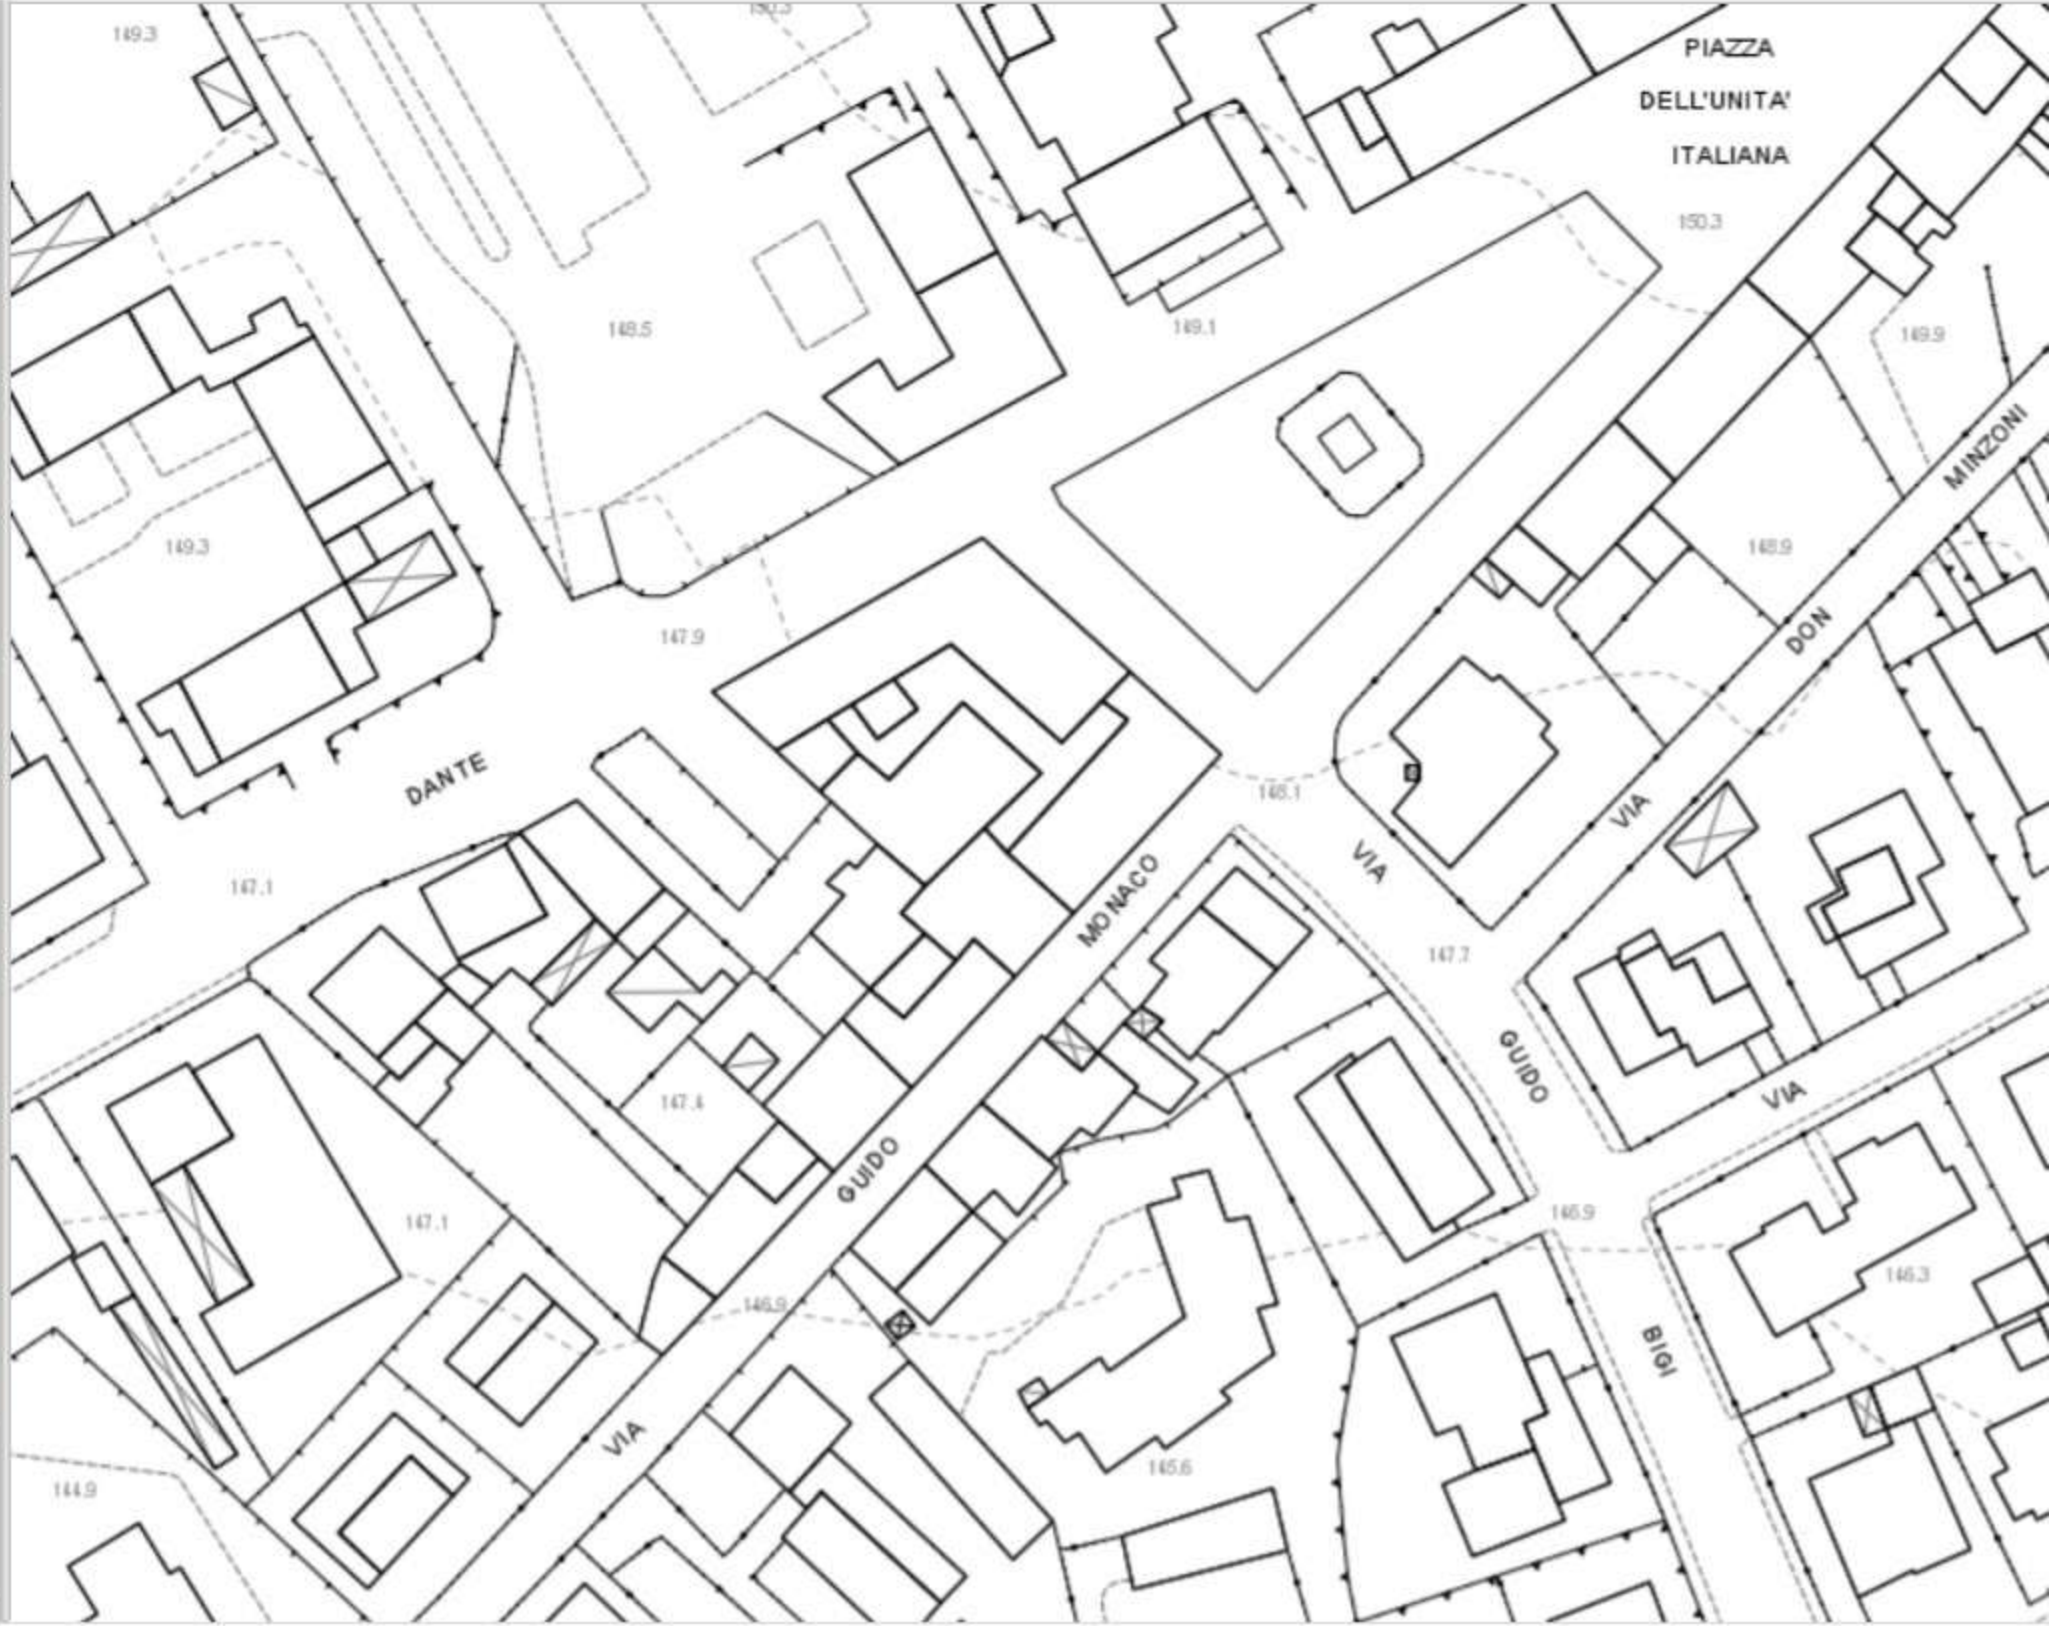 149.3
150.3
PIAZZA
DELL'UNITA'
ITALIANA
150.3
148.5
149.1
149.9
MINZONI
149.3
148.9
147.9
DON
DANTE
148.1
VIA
VIA
147.1
MONACO
147.7
GUIDO
VIA
147.4
GUIDO
147.1
146.9
146.3
146.9
BIGI
VIA
145.6
144.9